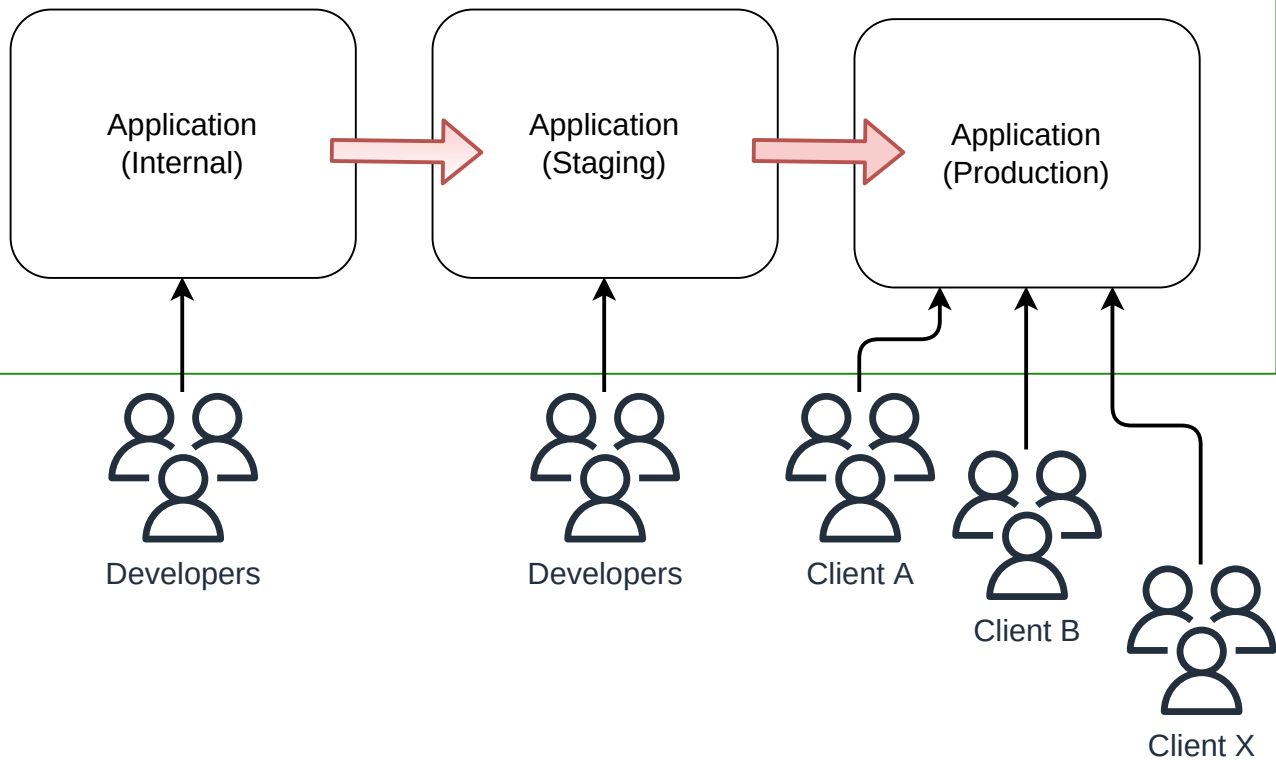 Application
(Internal)
Application
(Staging)
Application
(Production)
Developers
Developers
Client A
Client B
Client X